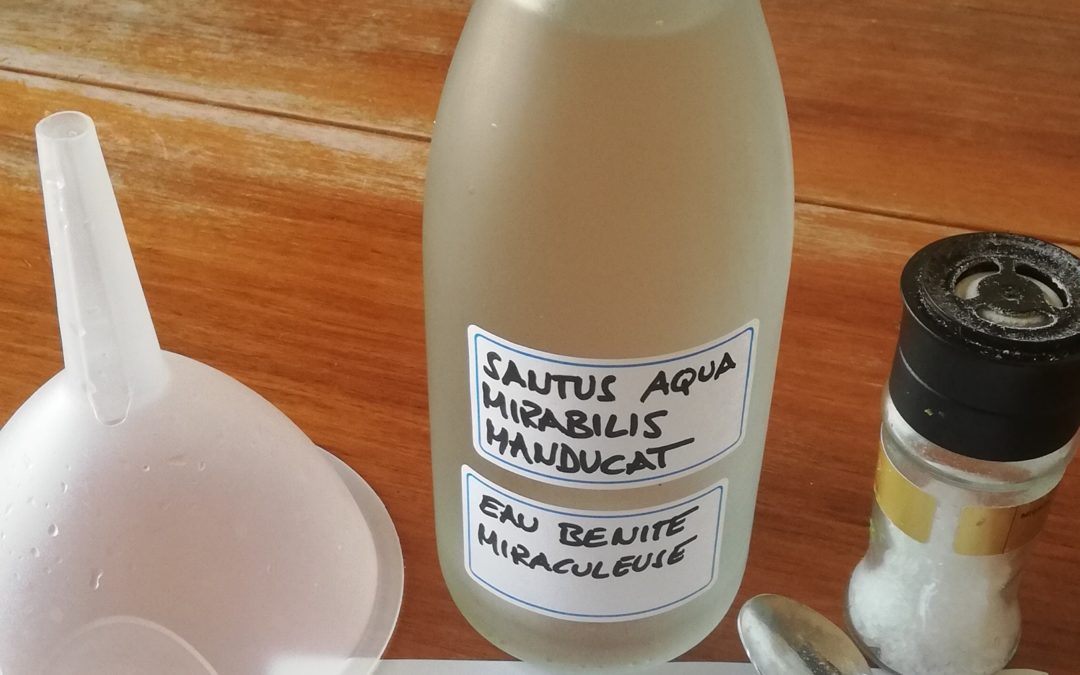 SANTUS AQUA
MIRABILIS
MANDUCAT
EAU BENITE
MIRACULEUSE